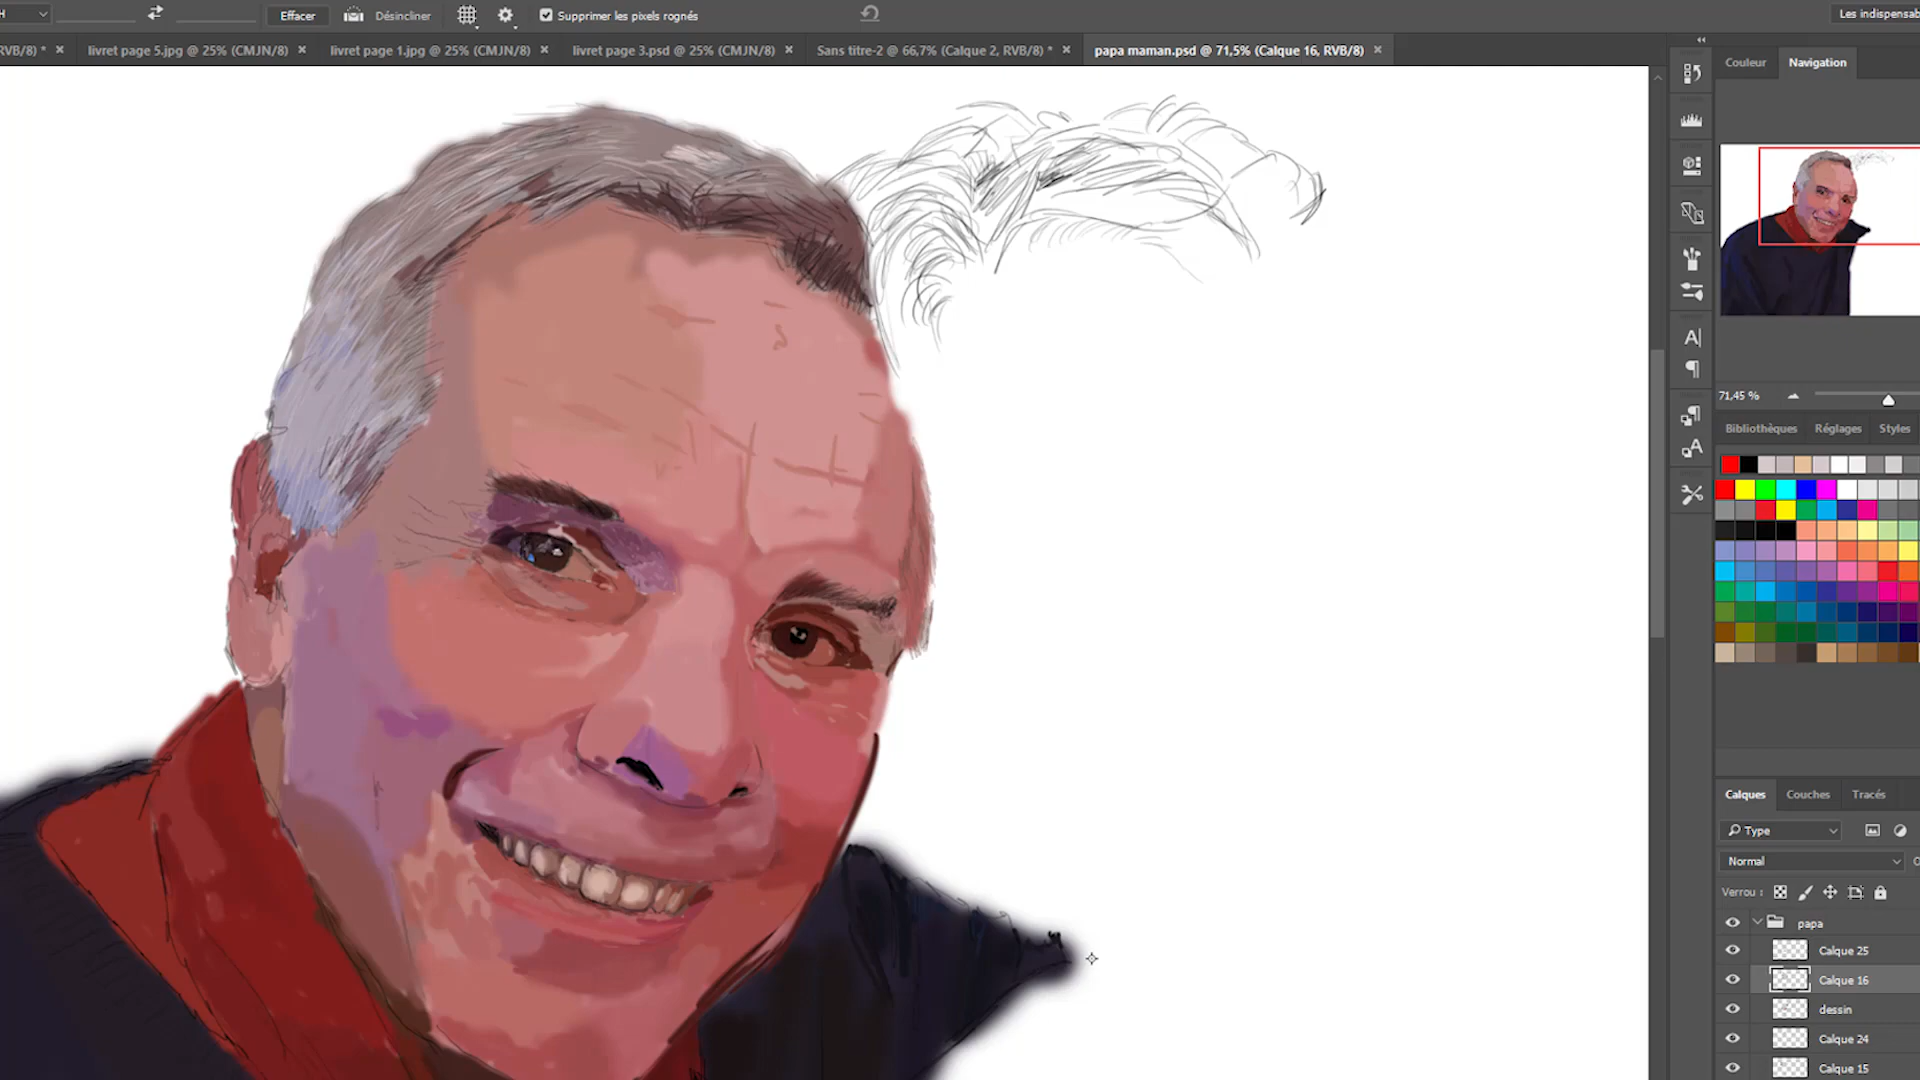 H Effacer Désincliner Supprimer les pixels rognés Les indispensab
RVB/8) * × livret page 5.jpg @ 25% (CMJN/8) × livret page 1.jpg @ 25% (CMJN/8) × livret page 3.psd @ 25% (CMJN/8) × Sans titre-2 @ 66,7% (Calque 2, RVB/8) * × papa maman.psd @ 71,5% (Calque 16, RVB/8) ×
Couleur Navigation
71,45 %
Bibliothèques Réglages Styles
Calques Couches Tracés
Type
Normal
Verrou :
papa
Calque 25
Calque 16
dessin
Calque 24
Calque 15